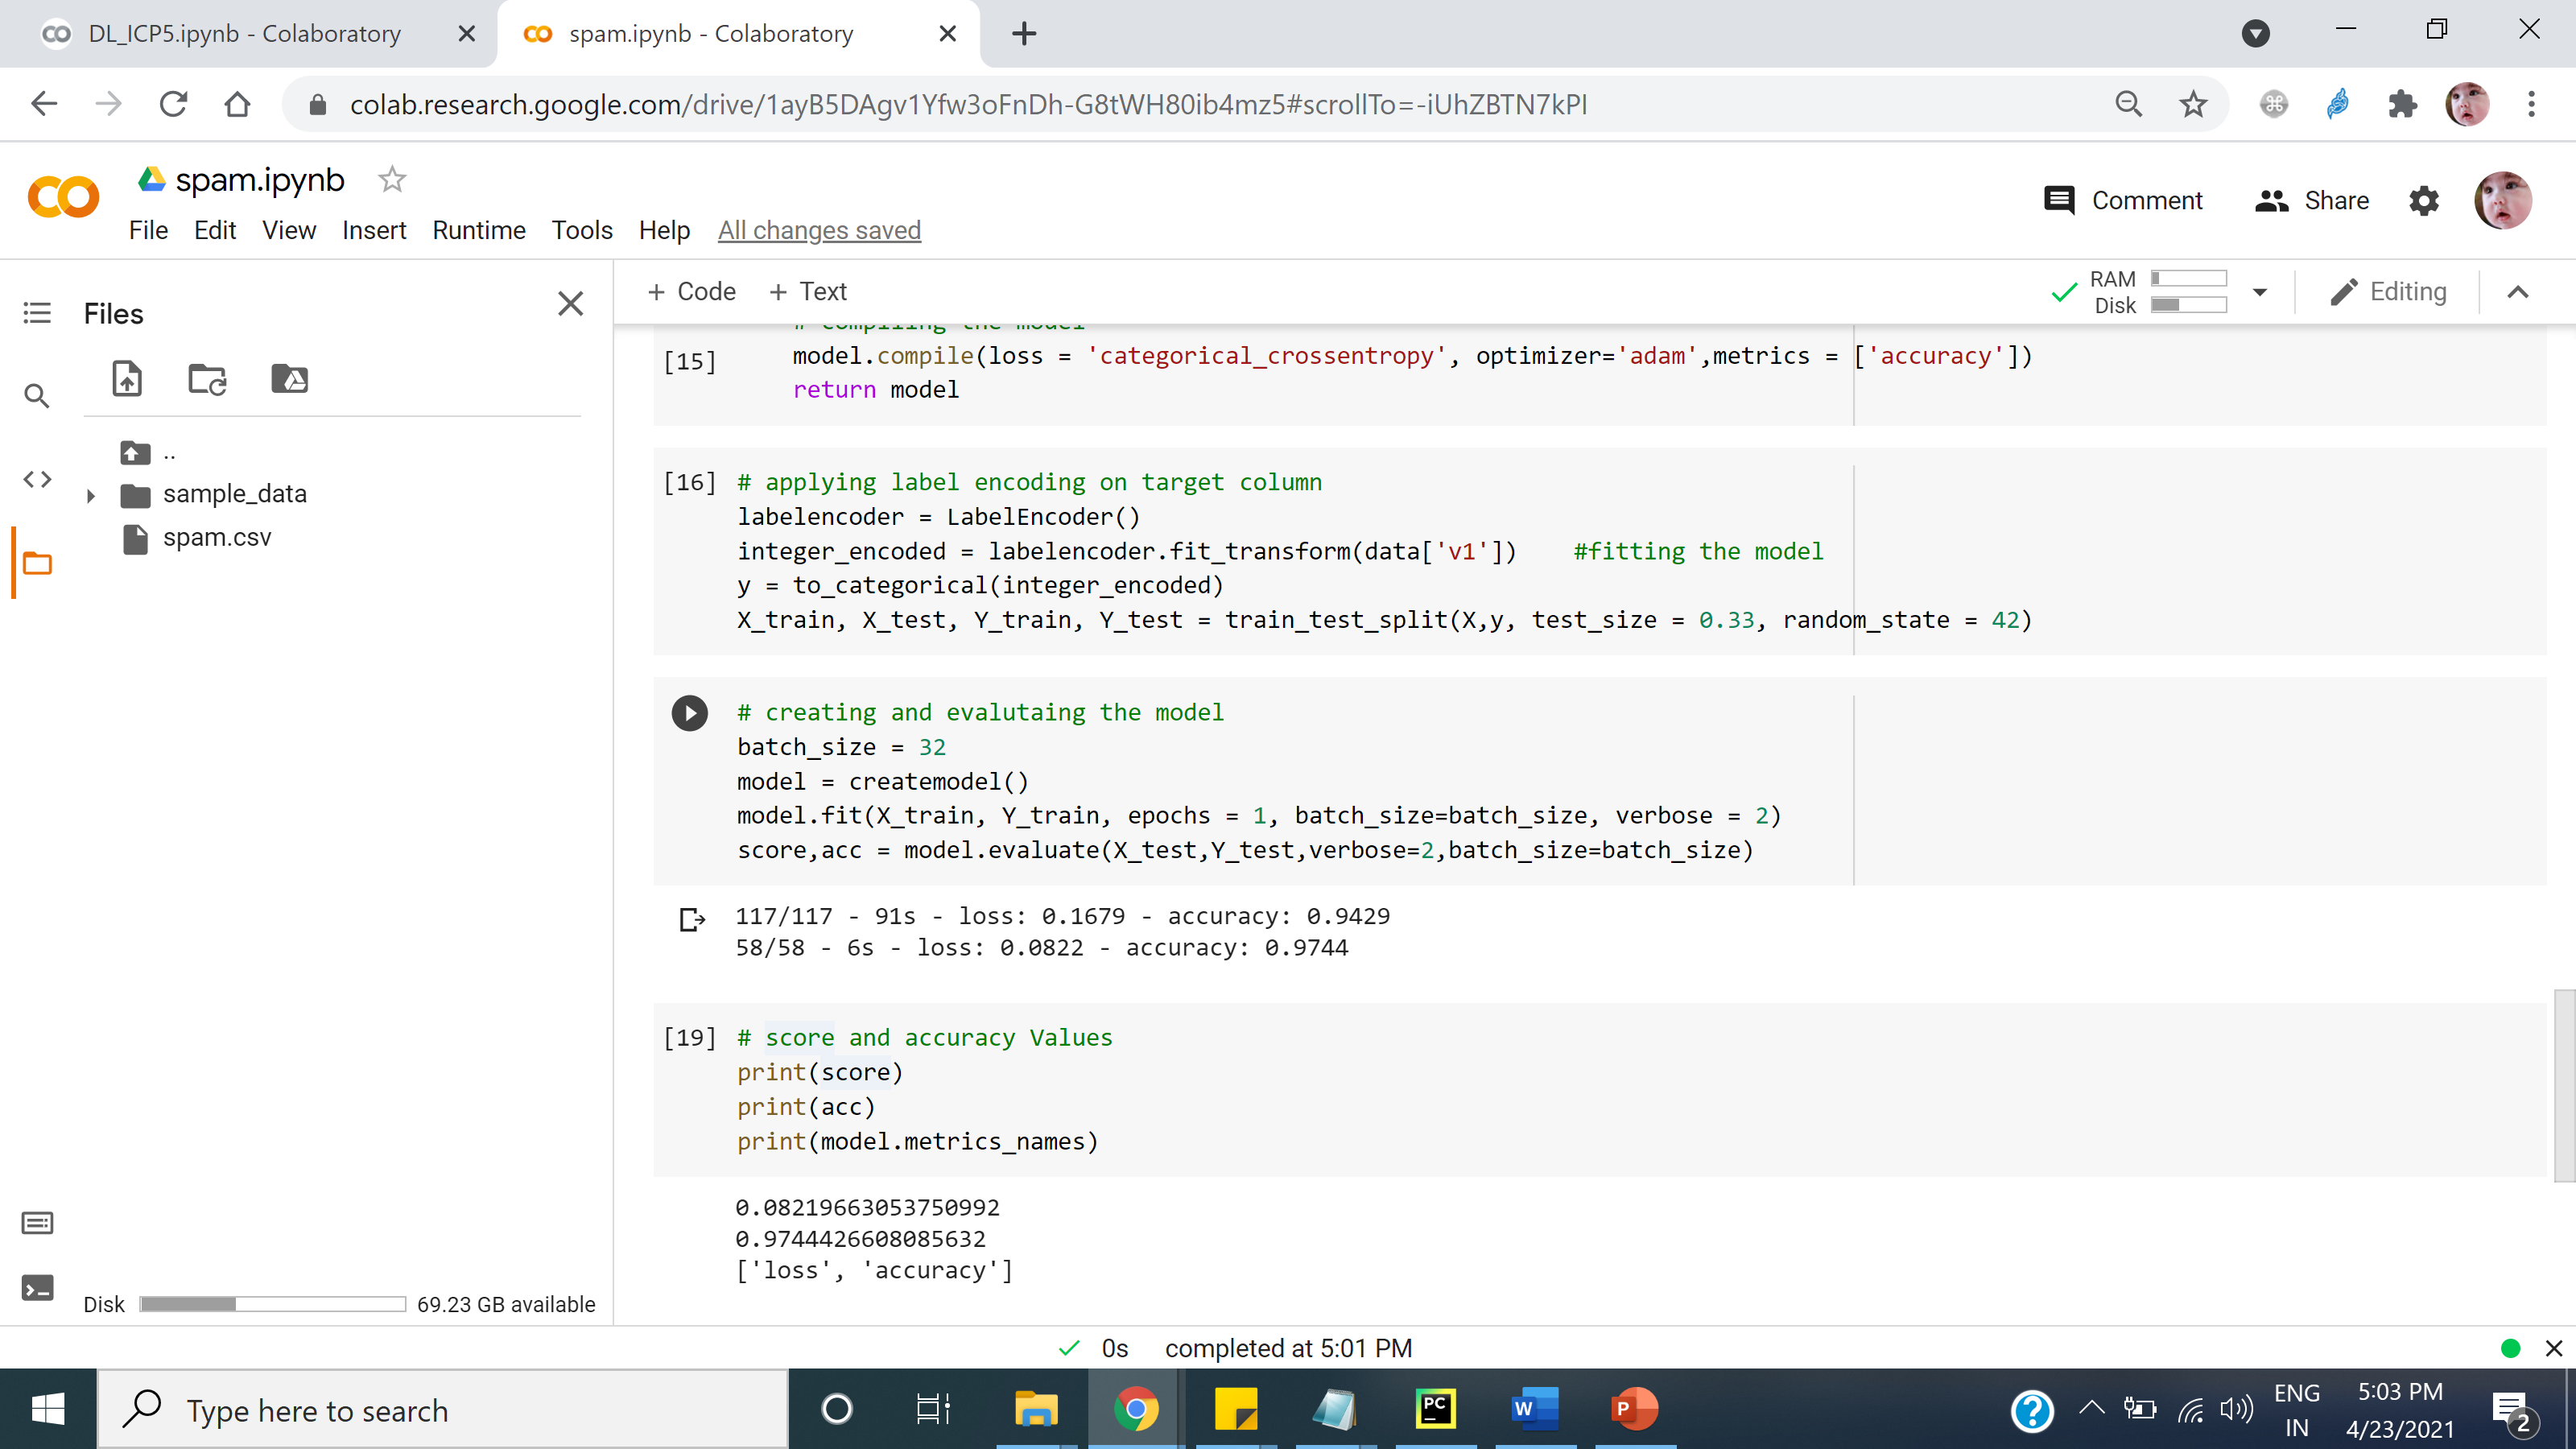 DL_ICP5.ipynb - Colaboratory
spam.ipynb - Colaboratory
colab.research.google.com/drive/1ayB5DAgv1Yfw3oFnDh-G8tWH80ib4mz5#scrollTo=-iUhZBTN7kPI
spam.ipynb
Comment
Share
File Edit View Insert Runtime Tools Help All changes saved
Files
+ Code + Text
RAM
Disk
Editing
..
sample_data
spam.csv
Disk 69.23 GB available
# compiling the model
[15] model.compile(loss = 'categorical_crossentropy', optimizer='adam',metrics = ['accuracy'])
return model
[16] # applying label encoding on target column
labelencoder = LabelEncoder()
integer_encoded = labelencoder.fit_transform(data['v1']) #fitting the model
y = to_categorical(integer_encoded)
X_train, X_test, Y_train, Y_test = train_test_split(X,y, test_size = 0.33, random_state = 42)
# creating and evalutaing the model
batch_size = 32
model = createmodel()
model.fit(X_train, Y_train, epochs = 1, batch_size=batch_size, verbose = 2)
score,acc = model.evaluate(X_test,Y_test,verbose=2,batch_size=batch_size)
117/117 - 91s - loss: 0.1679 - accuracy: 0.9429
58/58 - 6s - loss: 0.0822 - accuracy: 0.9744
[19] # score and accuracy Values
print(score)
print(acc)
print(model.metrics_names)
0.08219663053750992
0.9744426608085632
['loss', 'accuracy']
0s completed at 5:01 PM
Type here to search
PC
W
P
?
ENG
IN
5:03 PM
4/23/2021
2